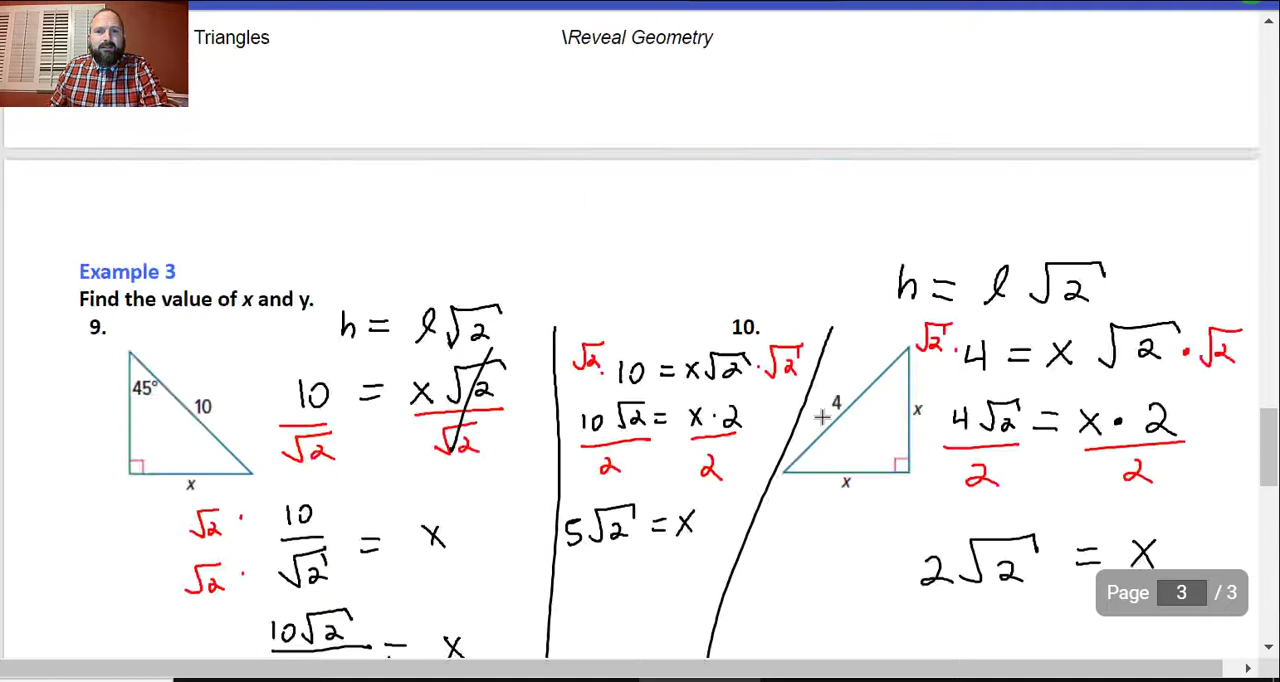 Triangles
\Reveal Geometry
Example 3
Find the value of x and y.
9.
45°
10
x
h = l √2
10 = x √2
√2 √2
√2 · 10 = x
√2 · √2
10√2 = x
√2 · 10 = x√2 · √2
10 √2 = x · 2
2 2
5√2 = x
10.
4
x
x
h = l √2
√2 · 4 = x √2 · √2
4 √2 = x · 2
2 2
2√2 = x
Page 3 / 3